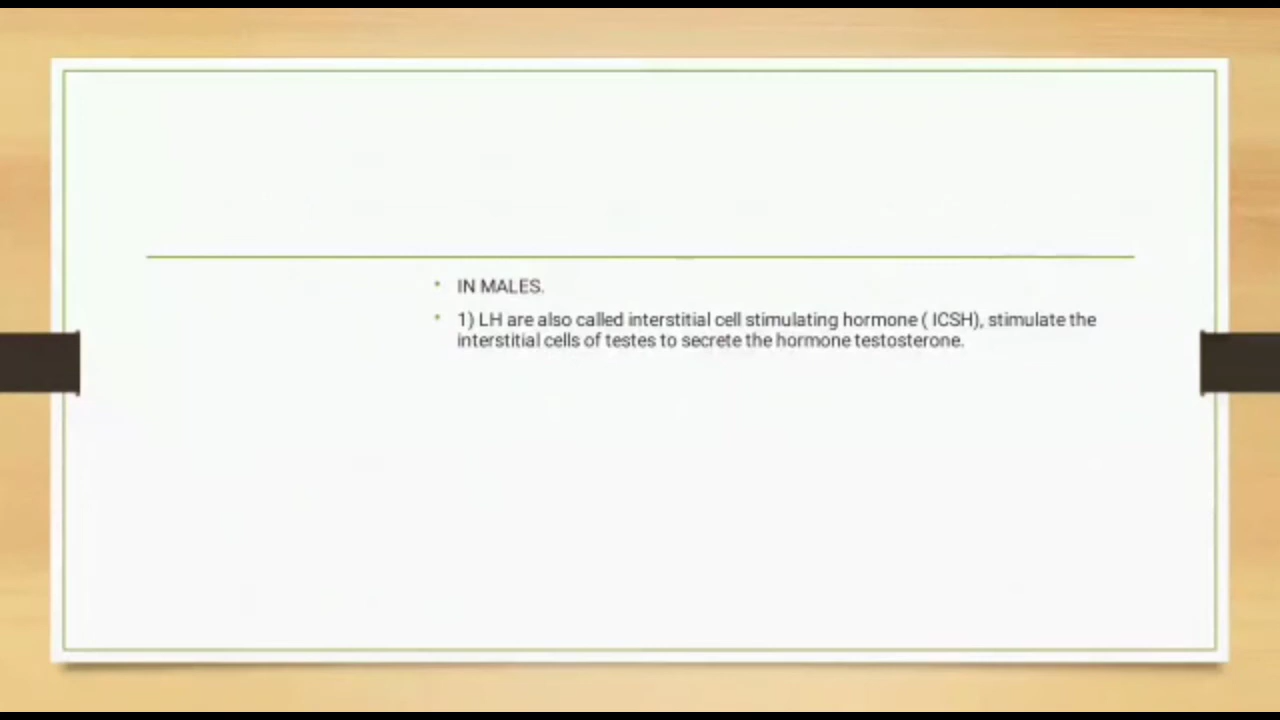 • IN MALES.
• 1) LH are also called interstitial cell stimulating hormone ( ICSH), stimulate the
interstitial cells of testes to secrete the hormone testosterone.